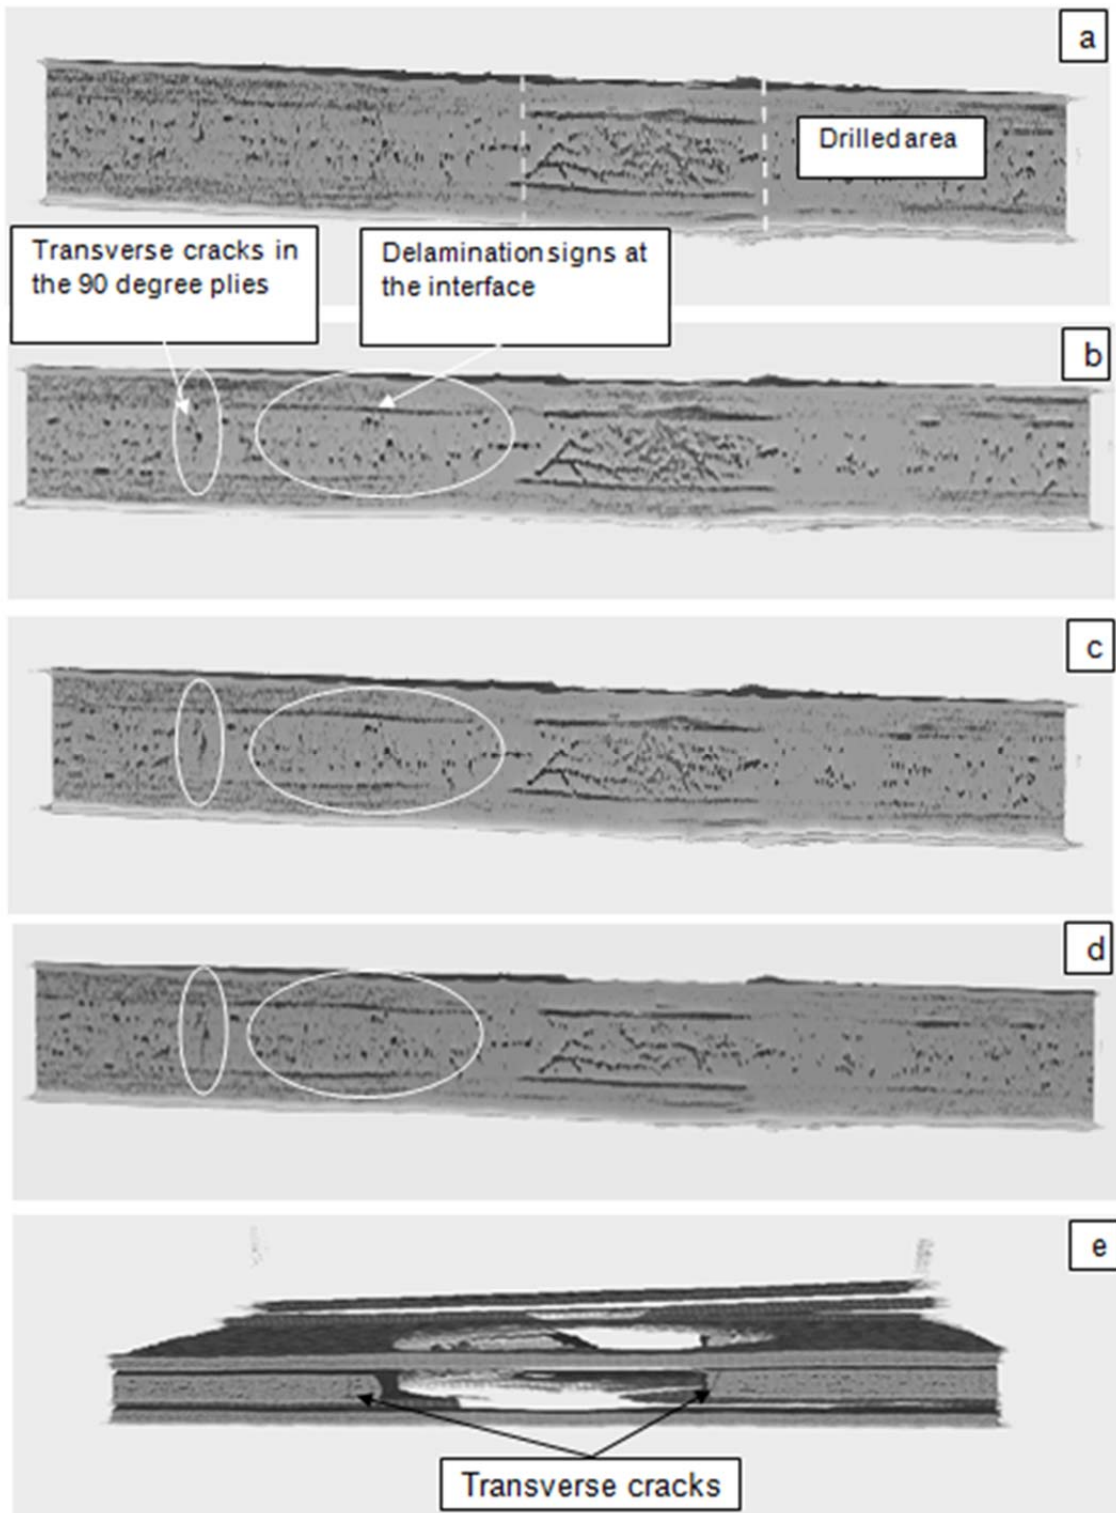 a
Drilled area
Transverse cracks in
the 90 degree plies
Delamination signs at
the interface
b
c
d
e
Transverse cracks